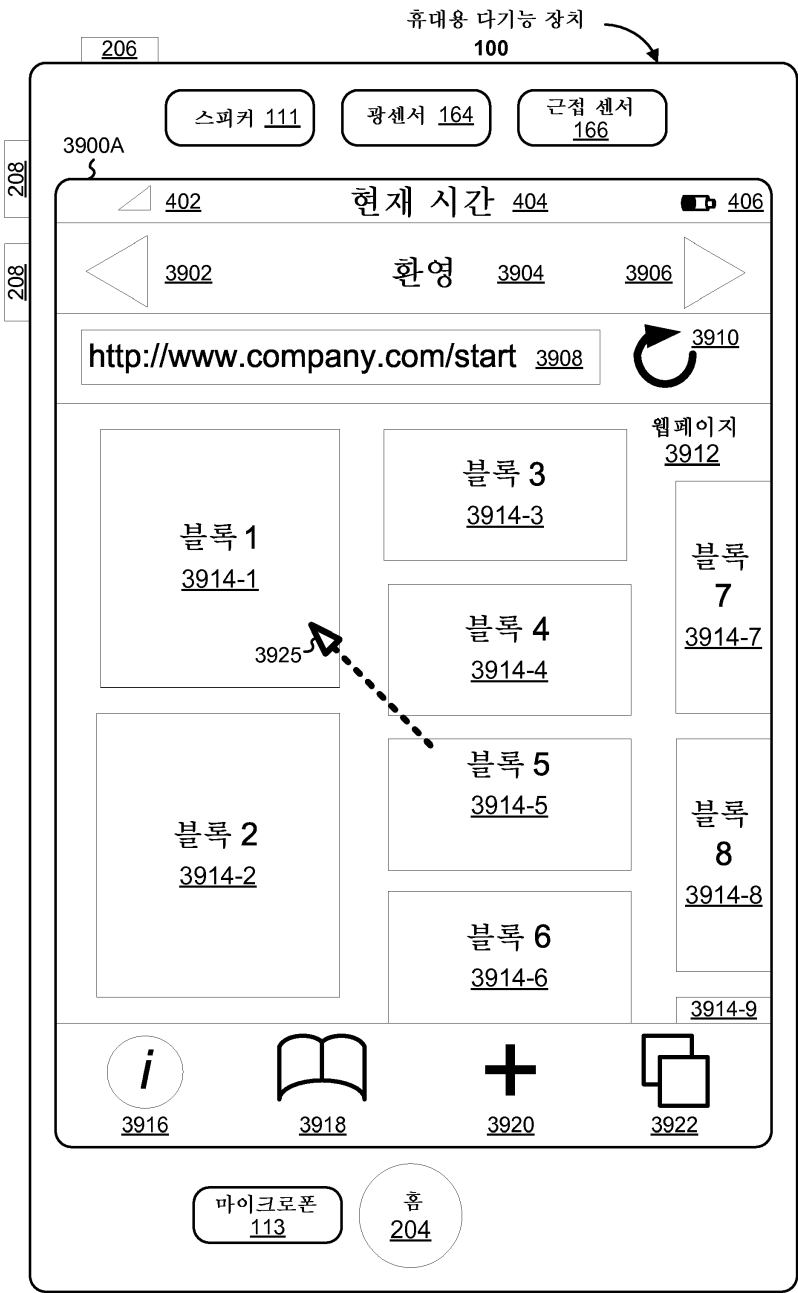 휴대용 다기능 장치
100
206
스피커 111
광센서 164
근접 센서
166
3900A
208
208
402
현재 시간 404
406
3902
환영 3904
3906
http://www.company.com/start 3908
3910
웹페이지
3912
블록 1
3914-1
블록 3
3914-3
블록
7
3914-7
블록 4
3914-4
3925
블록 2
3914-2
블록 5
3914-5
블록
8
3914-8
블록 6
3914-6
3914-9
i
3916
3918
3920
3922
마이크로폰
113
홈
204